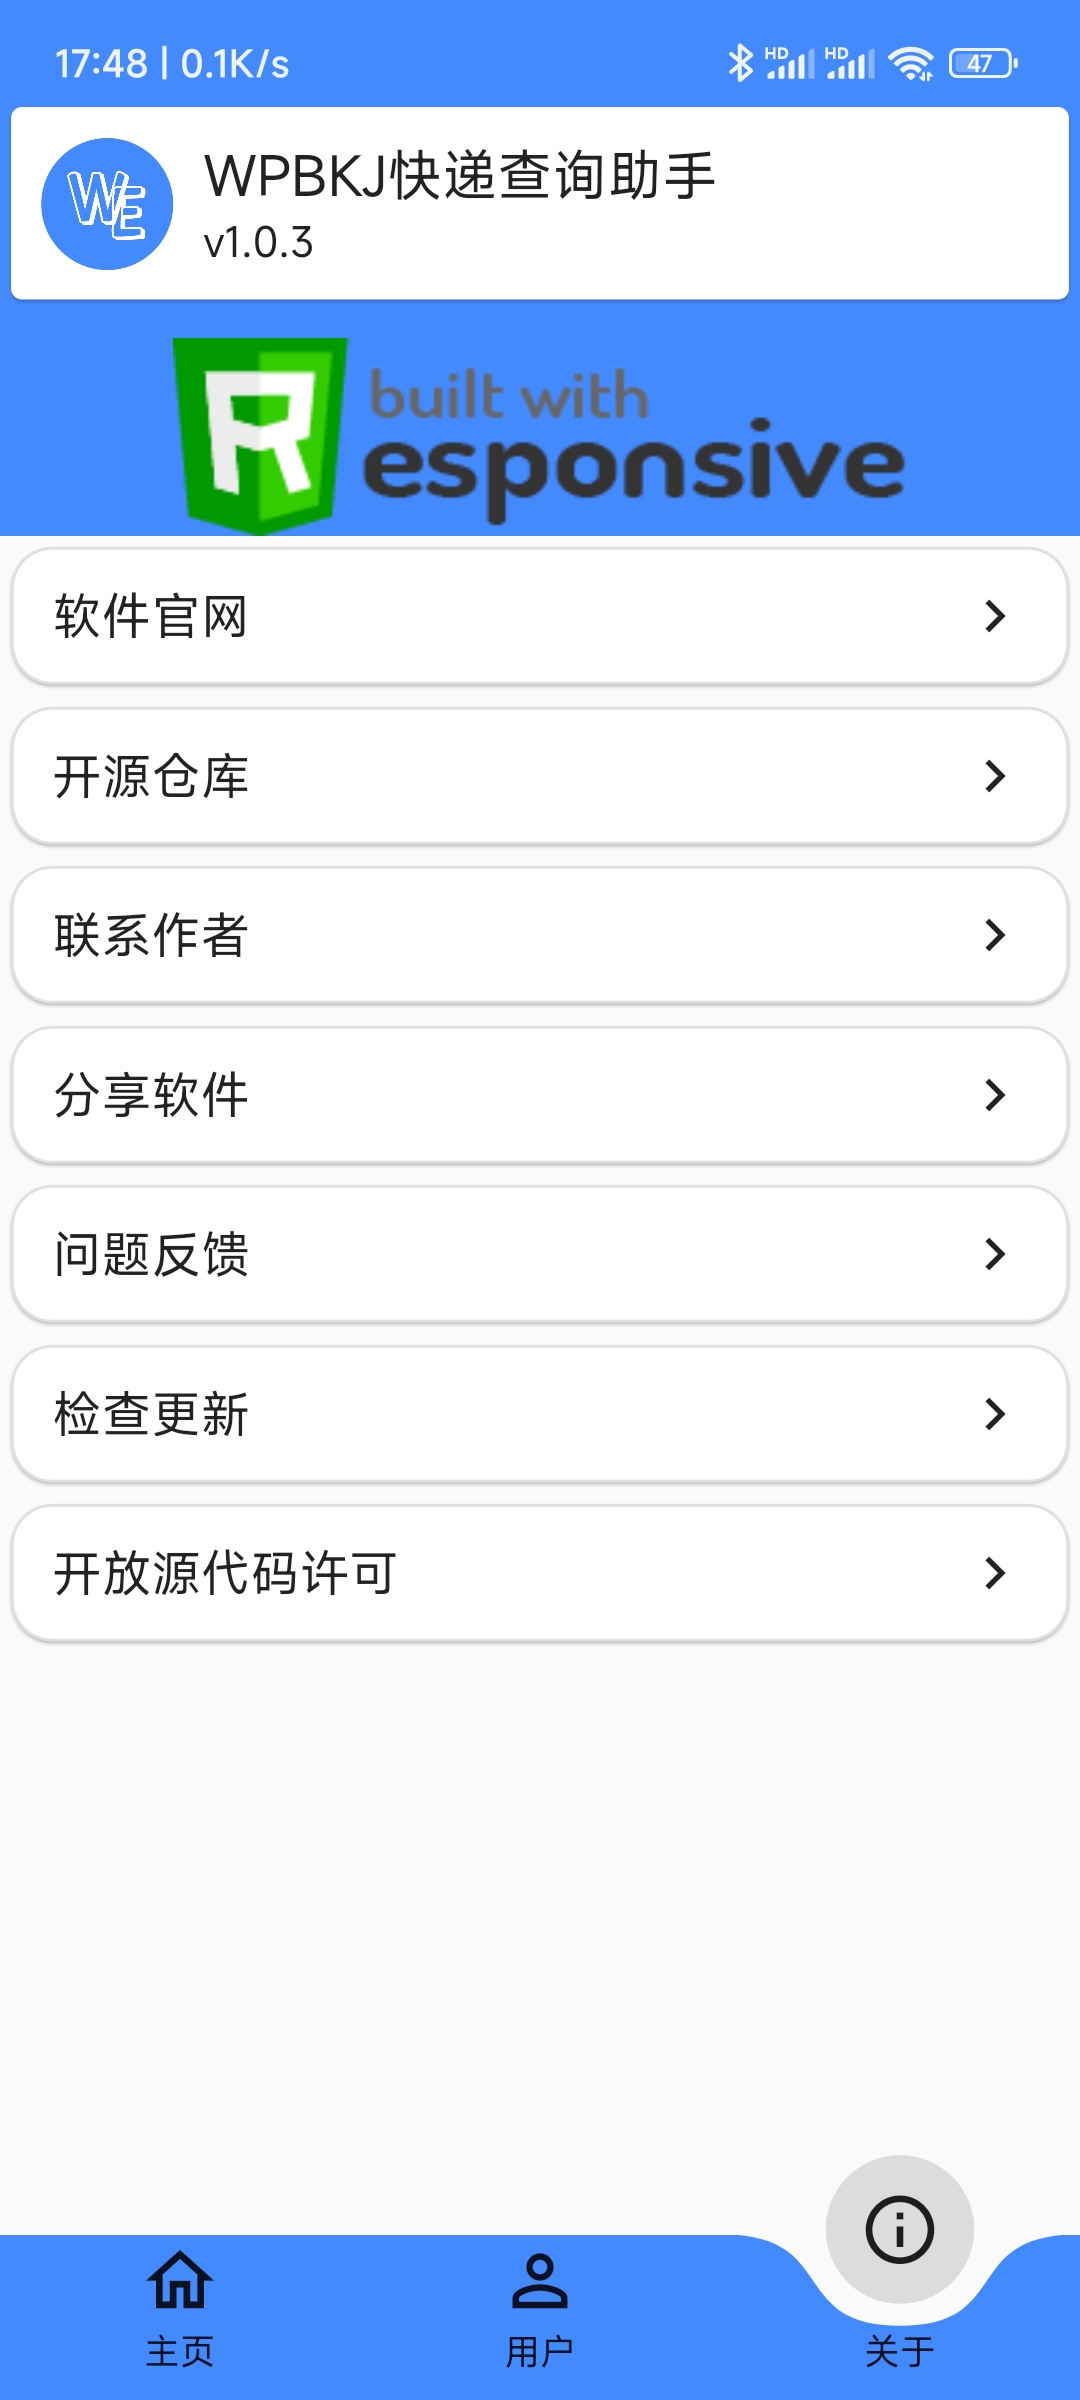 17:48 | 0.1K/s HD HD 47
WE
WPBKJ快递查询助手
v1.0.3
R
built with
esponsive
软件官网
开源仓库
联系作者
分享软件
问题反馈
检查更新
开放源代码许可
主页 用户 关于